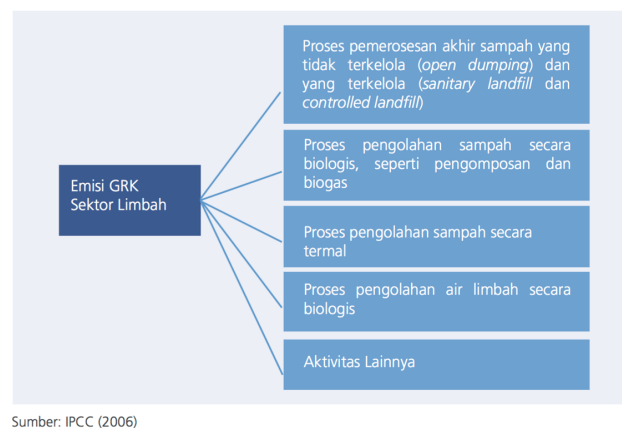 Proses pemerosesan akhir sampah yang
tidak terkelola (open dumping) dan
yang terkelola (sanitary landfill dan
controlled landfill)
Proses pengolahan sampah secara
biologis, seperti pengomposan dan
biogas
Emisi GRK
Sektor Limbah
Proses pengolahan sampah secara
termal
Proses pengolahan air limbah secara
biologis
Aktivitas Lainnya
Sumber: IPCC (2006)